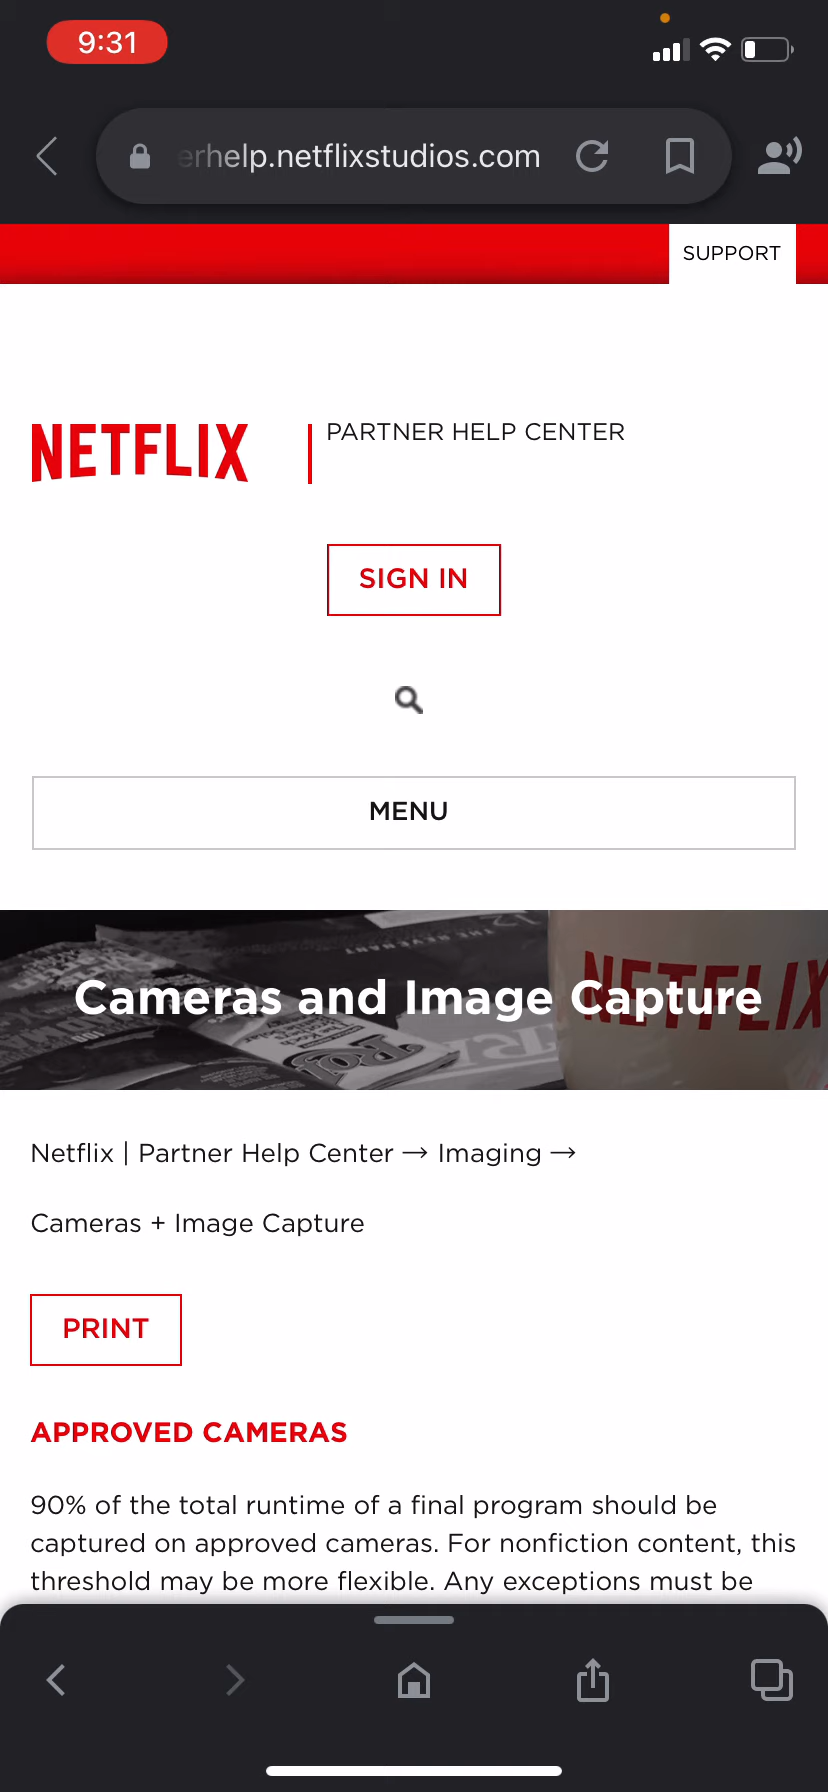 9:31
erhelp.netflixstudios.com
SUPPORT
NETFLIX
PARTNER HELP CENTER
SIGN IN
MENU
NETFLIX
Cameras and Image Capture
Netflix | Partner Help Center → Imaging →
Cameras + Image Capture
PRINT
APPROVED CAMERAS
90% of the total runtime of a final program should be
captured on approved cameras. For nonfiction content, this
threshold may be more flexible. Any exceptions must be